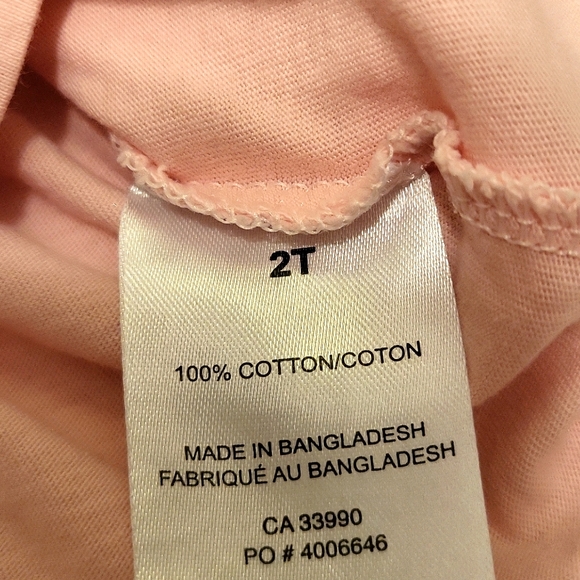 2T
100% COTTON/COTON
MADE IN BANGLADESH
FABRIQUÉ AU BANGLADESH
CA 33990
PO # 4006646